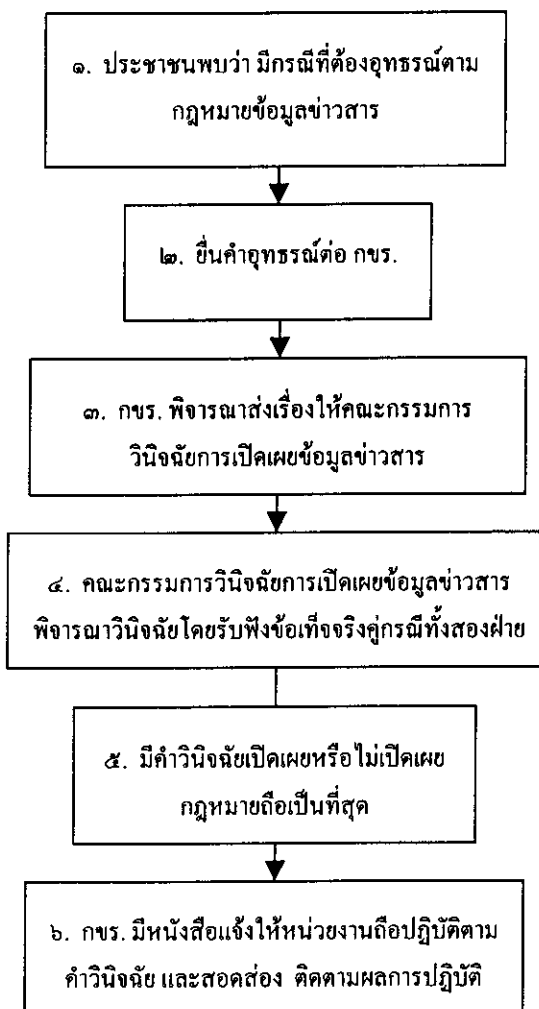 ๑. ประชาชนพบว่า มีกรณีที่ต้องอุทธรณ์ตาม
กฎหมายข้อมูลข่าวสาร
๒. ยื่นคำอุทธรณ์ต่อ กขร.
๓. กขร. พิจารณาส่งเรื่องให้คณะกรรมการ
วินิจฉัยการเปิดเผยข้อมูลข่าวสาร
๔. คณะกรรมการวินิจฉัยการเปิดเผยข้อมูลข่าวสาร
พิจารณาวินิจฉัยโดยรับฟังข้อเท็จจริงคู่กรณีทั้งสองฝ่าย
๕. มีคำวินิจฉัยเปิดเผยหรือไม่เปิดเผย
กฎหมายถือเป็นที่สุด
๖. กขร. มีหนังสือแจ้งให้หน่วยงานถือปฏิบัติตาม
คำวินิจฉัย และสอดส่อง ติดตามผลการปฏิบัติ